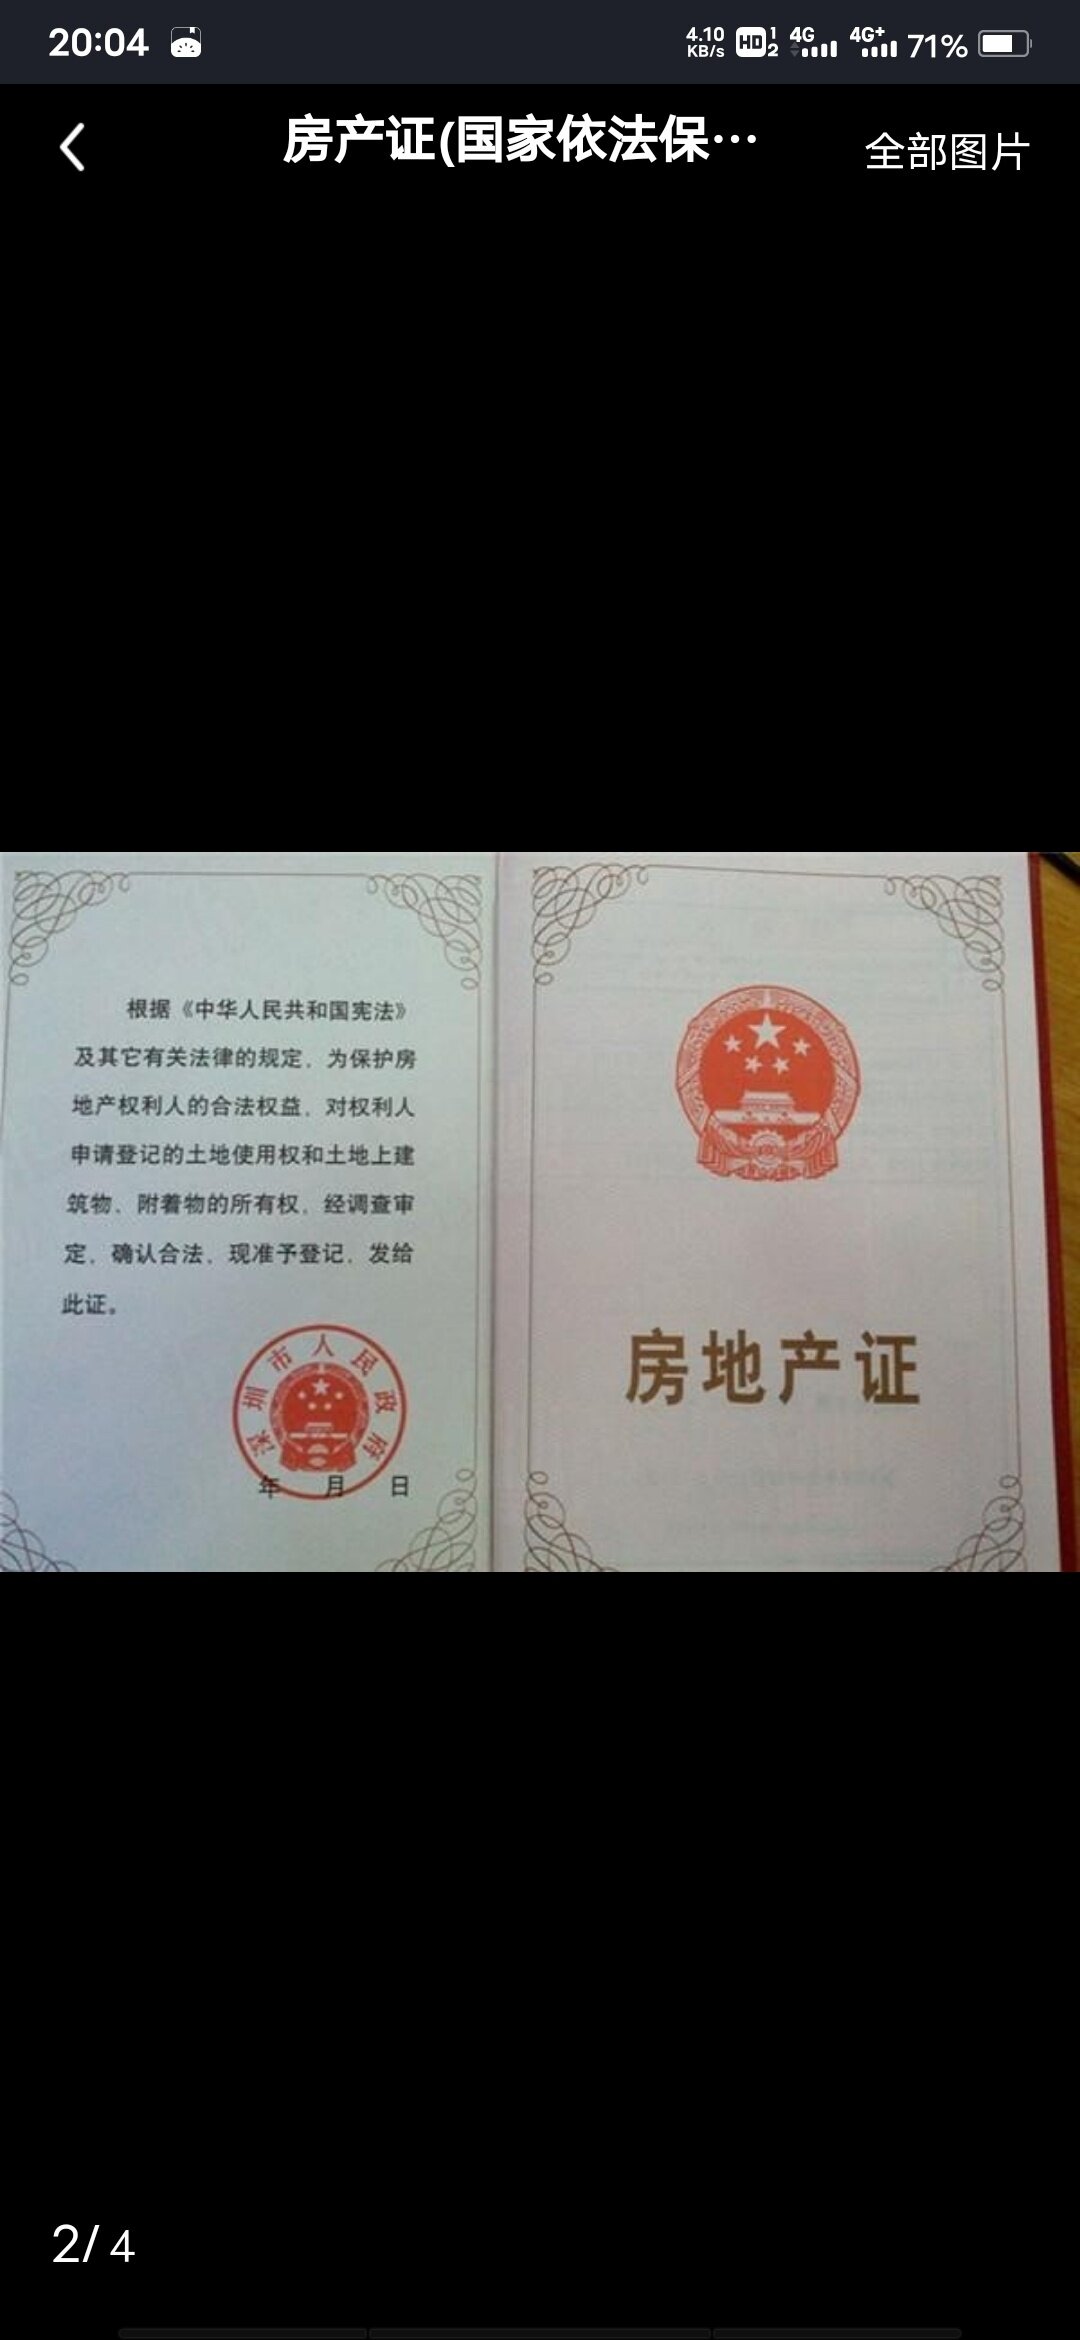 20:04
4.10 KB/s HD 1 2 4G 4G+ 71%
房产证(国家依法保…
全部图片
根据《中华人民共和国宪法》
及其它有关法律的规定，为保护房
地产权利人的合法权益，对权利人
申请登记的土地使用权和土地上建
筑物、附着物的所有权，经调查审
定，确认合法，现准予登记，发给
此证。
深圳市人民政府
年 月 日
房地产证
2/4